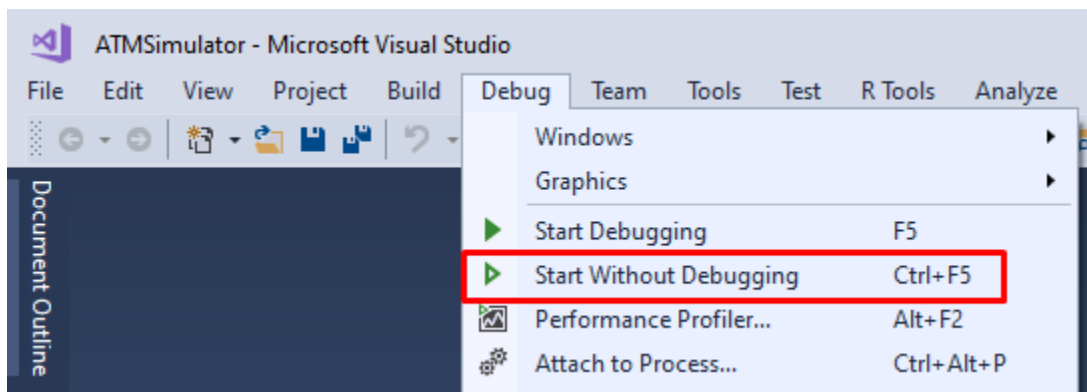 ATMSimulator - Microsoft Visual Studio
File Edit View Project Build Debug Team Tools Test R Tools Analyze
Windows
Graphics
Start Debugging F5
Start Without Debugging Ctrl+F5
Performance Profiler... Alt+F2
Attach to Process... Ctrl+Alt+P
Document Outline